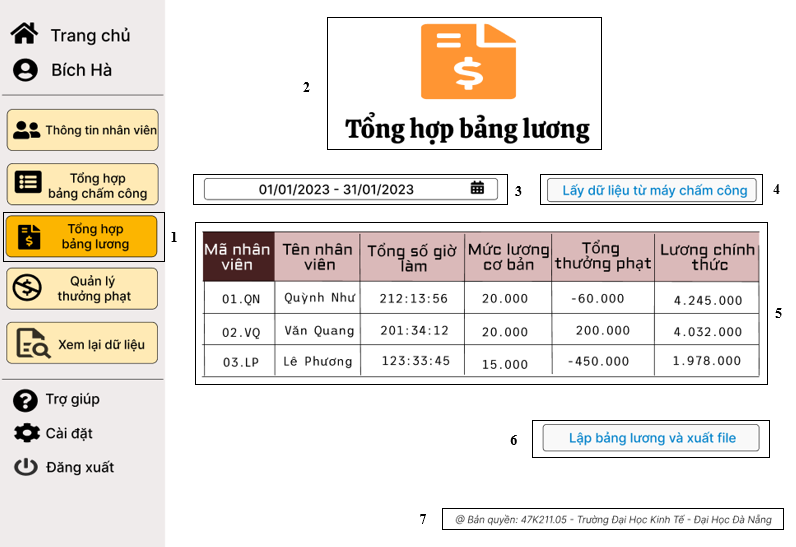 Trang chủ
Bích Hà
Thông tin nhân viên
Tổng hợp
bảng chấm công
Tổng hợp
bảng lương
1
Quản lý
thưởng phạt
Xem lại dữ liệu
Trợ giúp
Cài đặt
Đăng xuất
2
$
Tổng hợp bảng lương
01/01/2023 - 31/01/2023
3
Lấy dữ liệu từ máy chấm công
4
Mã nhân viên Tên nhân viên Tổng số giờ làm Mức lương cơ bản Tổng thưởng phạt Lương chính thức
01.QN Quỳnh Như 212:13:56 20.000 -60.000 4.245.000
02.VQ Văn Quang 201:34:12 20.000 200.000 4.032.000
03.LP Lê Phương 123:33:45 15.000 -450.000 1.978.000
5
6
Lập bảng lương và xuất file
7
@ Bản quyền: 47K211.05 - Trường Đại Học Kinh Tế - Đại Học Đà Nẵng